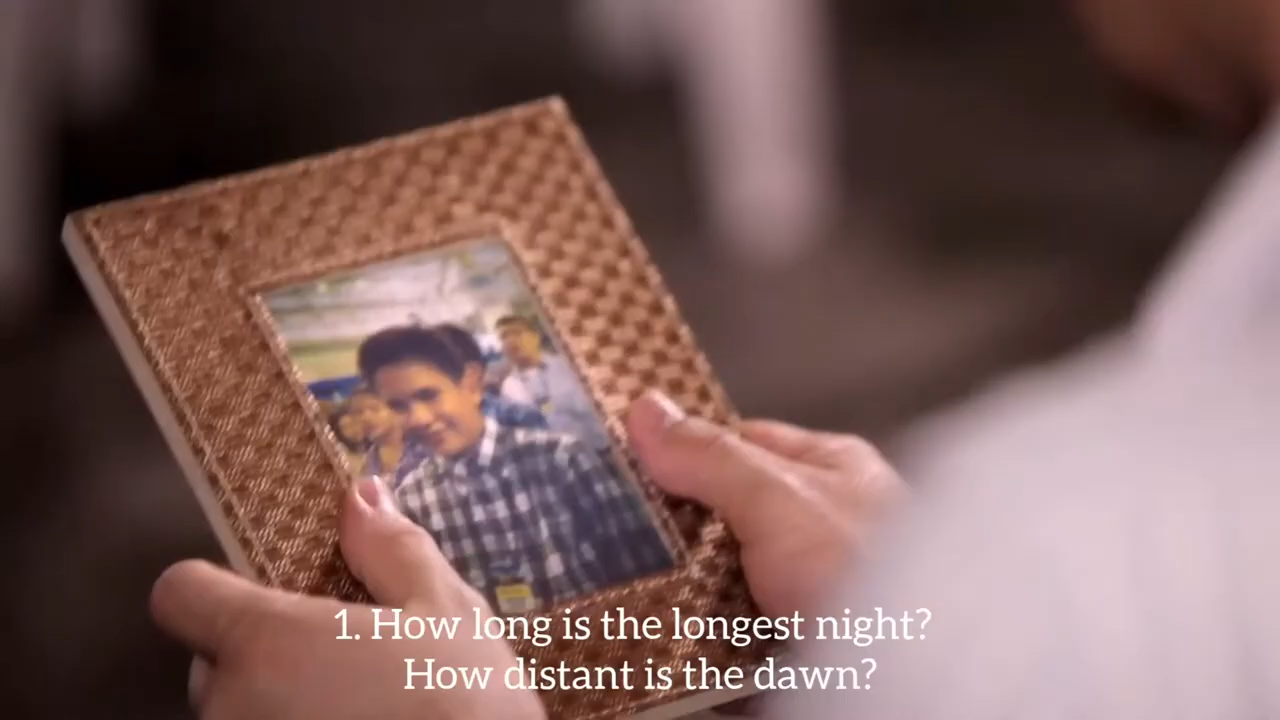 1. How long is the longest night?
How distant is the dawn?